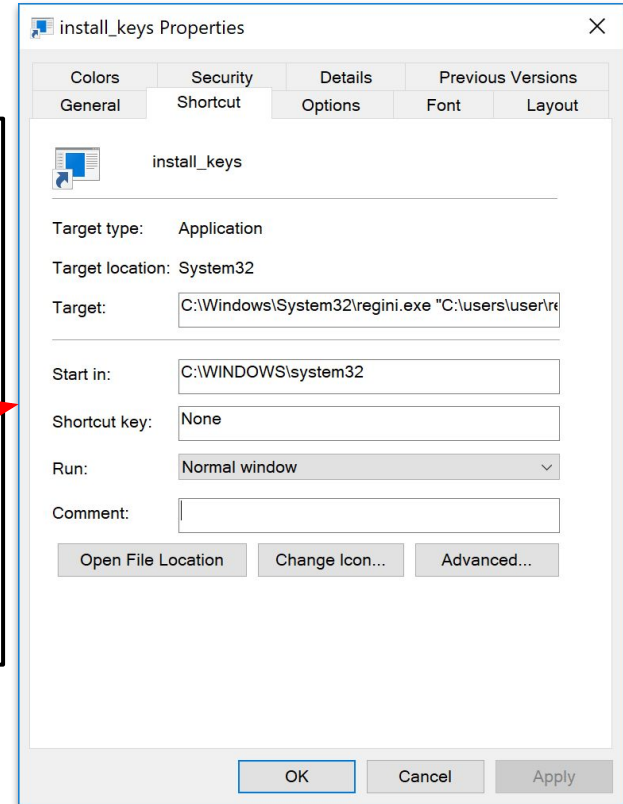 install_keys Properties
Colors Security Details Previous Versions
General Shortcut Options Font Layout
install_keys
Target type: Application
Target location: System32
Target: C:\Windows\System32\regini.exe "C:\users\user\re
Start in: C:\WINDOWS\system32
Shortcut key: None
Run: Normal window
Comment:
Open File Location Change Icon... Advanced...
OK Cancel Apply